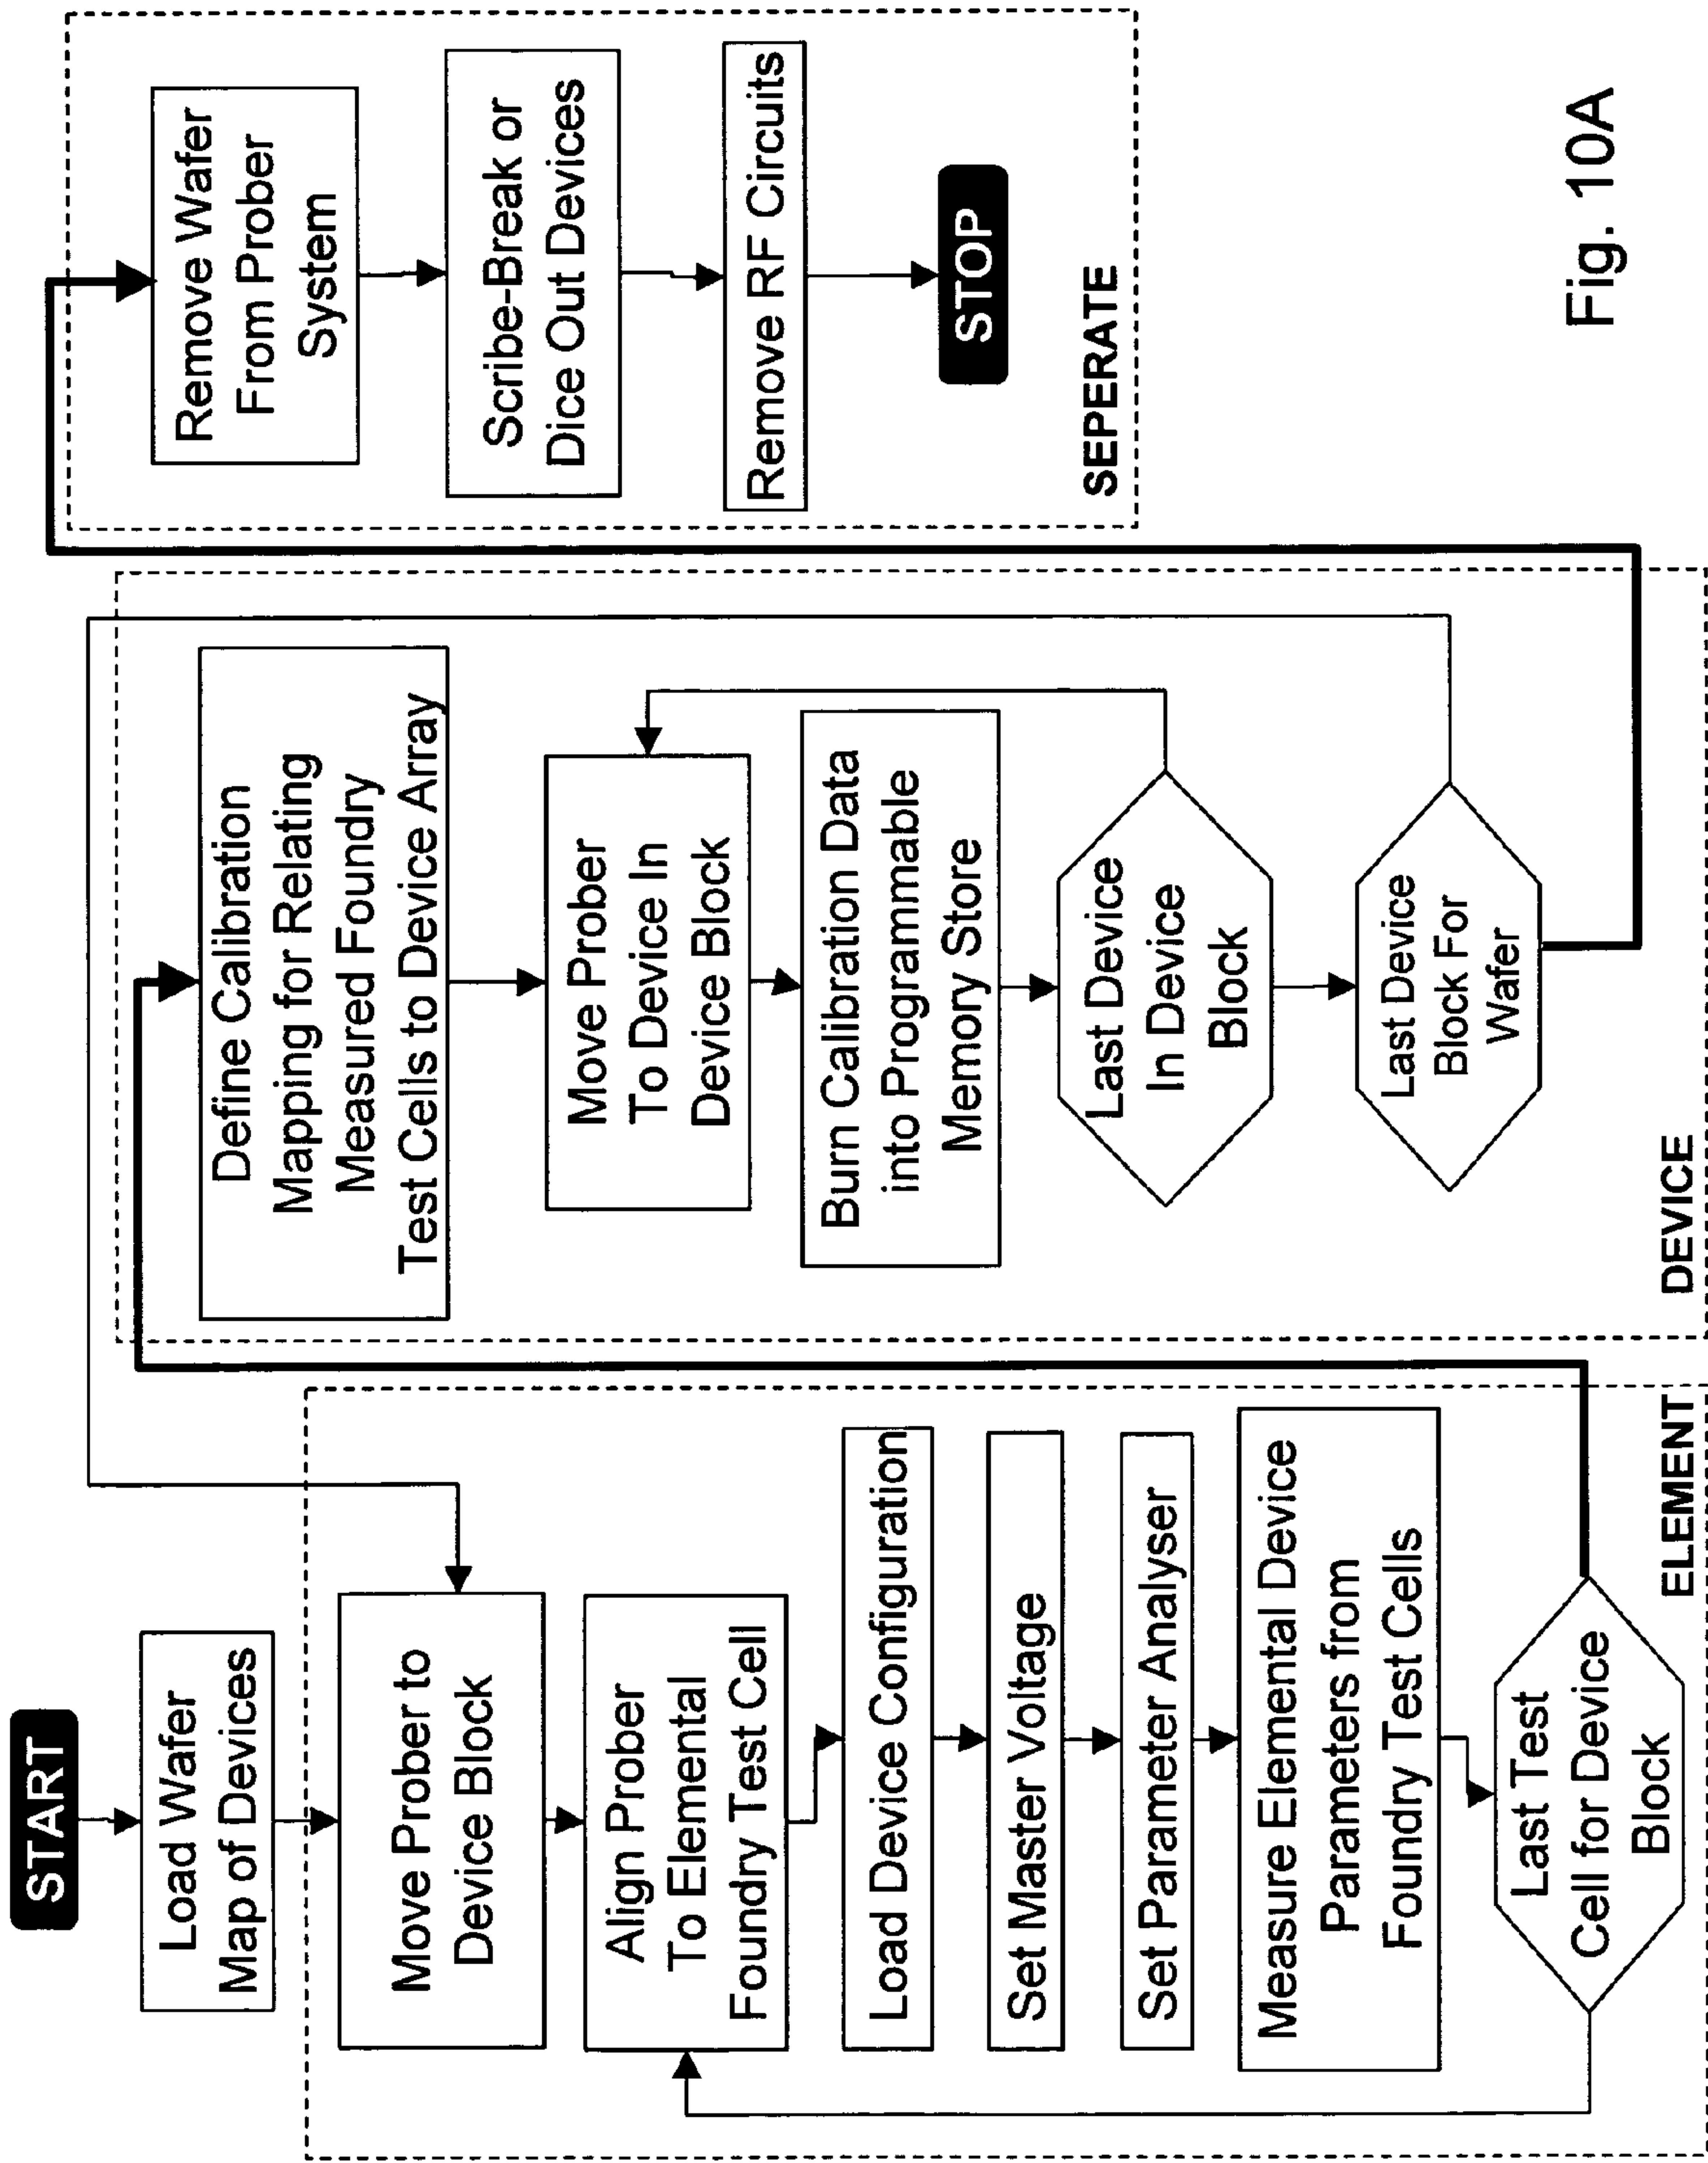 START
Load Wafer
Map of Devices
Move Prober to
Device Block
Align Prober
To Elemental
Foundry Test Cell
Load Device Configuration
Set Master Voltage
Set Parameter Analyser
Measure Elemental Device
Parameters from
Foundry Test Cells
Last Test
Cell for Device
Block
ELEMENT
Define Calibration
Mapping for Relating
Measured Foundry
Test Cells to Device Array
Move Prober
To Device In
Device Block
Burn Calibration Data
into Programmable
Memory Store
Last Device
In Device
Block
Last Device
Block For
Wafer
DEVICE
Remove Wafer
From Prober
System
Scribe-Break or
Dice Out Devices
Remove RF Circuits
STOP
SEPERATE
Fig. 10A